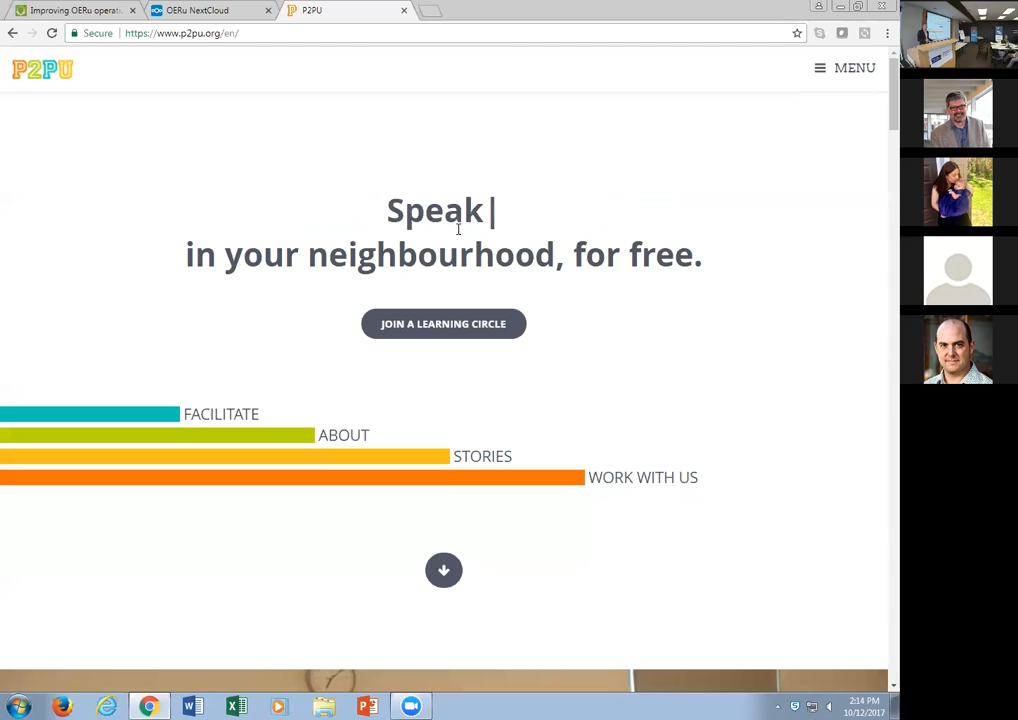 Improving OERu operati
OERu NextCloud
P2PU
Secure
https://www.p2pu.org/en/
P2PU
MENU
Speak|
in your neighbourhood, for free.
JOIN A LEARNING CIRCLE
FACILITATE
ABOUT
STORIES
WORK WITH US
2:14 PM
10/12/2017